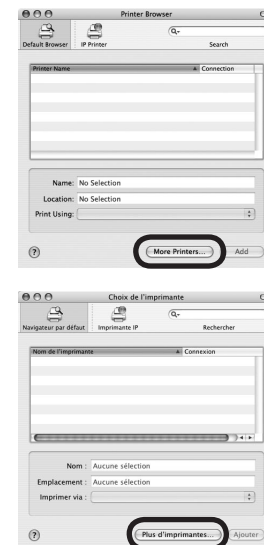 Printer Browser
Default Browser IP Printer Search
Printer Name Connection
Name: No Selection
Location: No Selection
Print Using:
? More Printers... Add
Choix de l'imprimante
Navigateur par défaut Imprimante IP Rechercher
Nom de l'imprimante Connexion
Nom : Aucune sélection
Emplacement : Aucune sélection
Imprimer via :
? Plus d'imprimantes... Ajouter